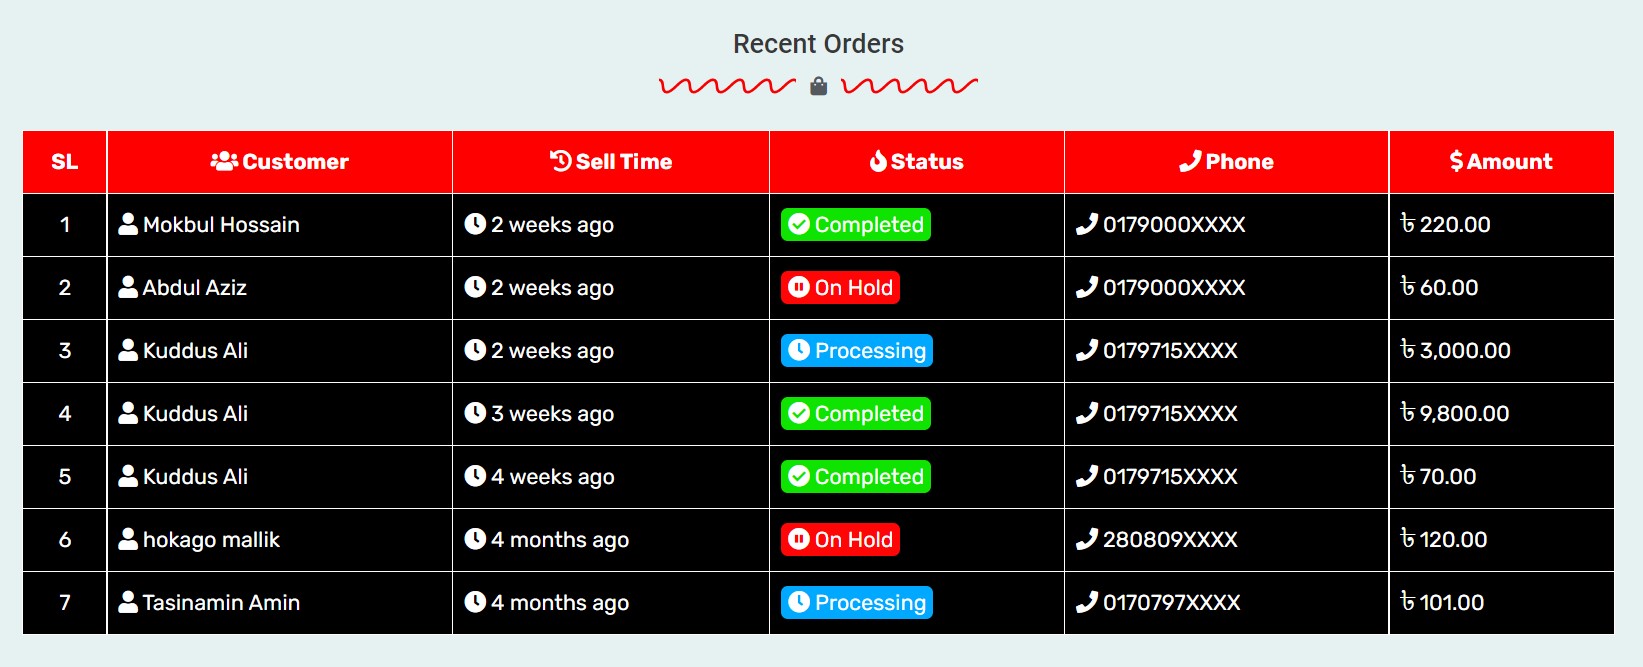 Recent Orders
SL Customer Sell Time Status Phone $ Amount
1 Mokbul Hossain 2 weeks ago Completed 0179000XXXX ৳ 220.00
2 Abdul Aziz 2 weeks ago On Hold 0179000XXXX ৳ 60.00
3 Kuddus Ali 2 weeks ago Processing 0179715XXXX ৳ 3,000.00
4 Kuddus Ali 3 weeks ago Completed 0179715XXXX ৳ 9,800.00
5 Kuddus Ali 4 weeks ago Completed 0179715XXXX ৳ 70.00
6 hokago mallik 4 months ago On Hold 280809XXXX ৳ 120.00
7 Tasinamin Amin 4 months ago Processing 0170797XXXX ৳ 101.00